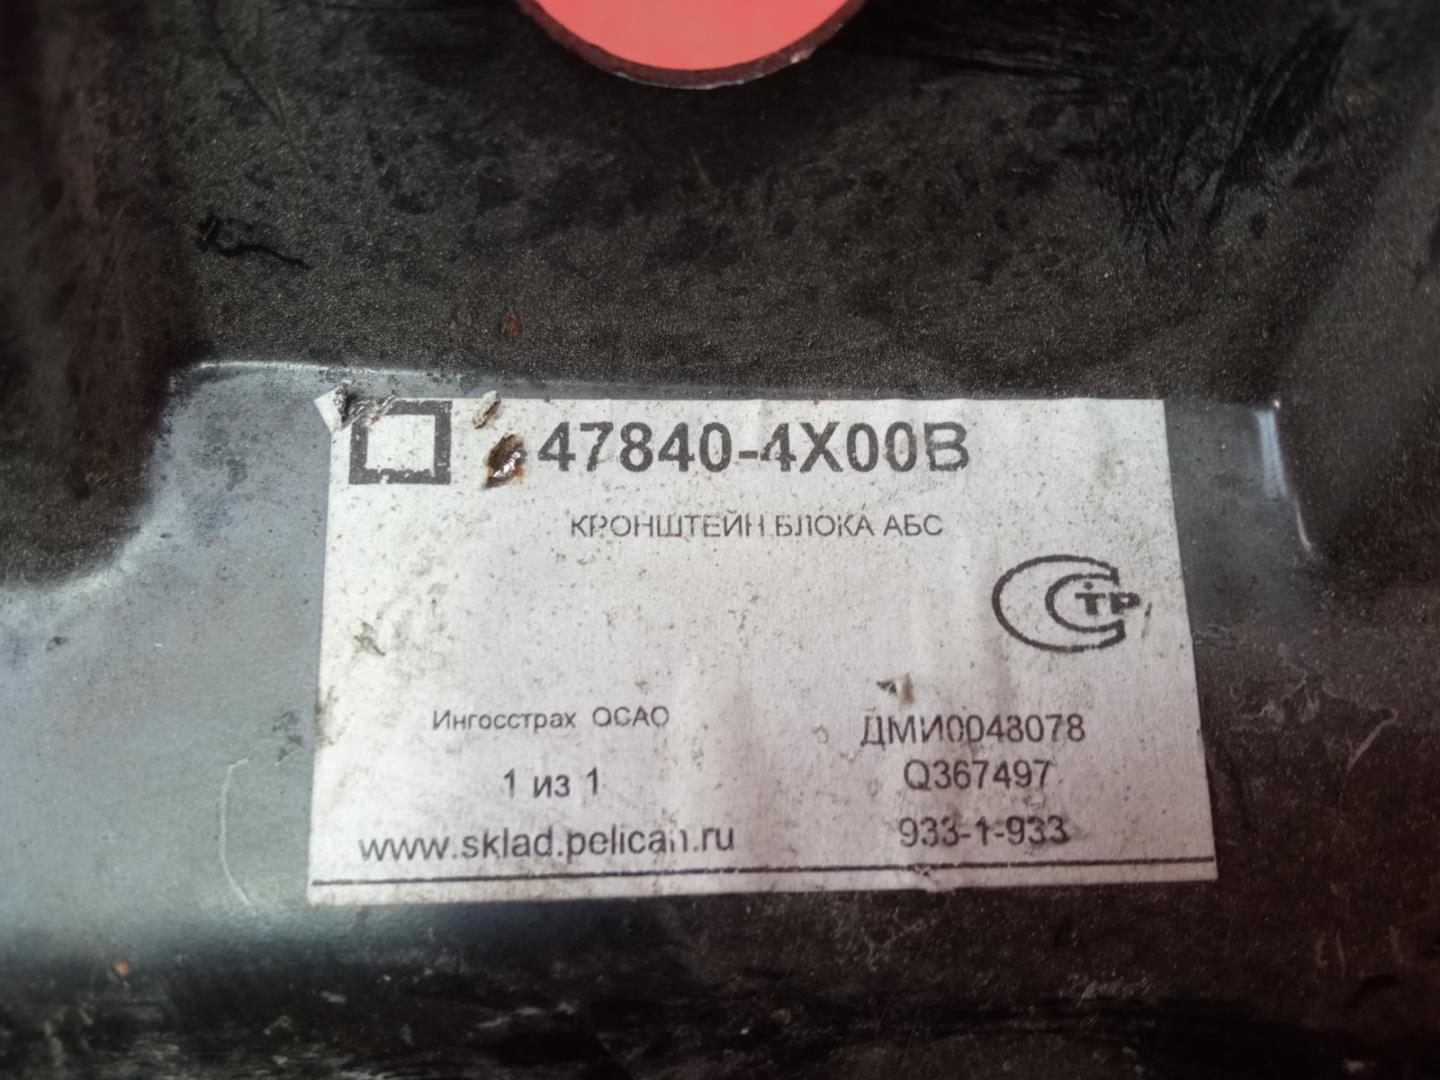 47840-4X00B
КРОНШТЕЙН БЛОКА АБС
СТР
Ингосстрах ОСАО
ДМИ0048078
1 из 1
Q367497
www.sklad.pelican.ru
933-1-933